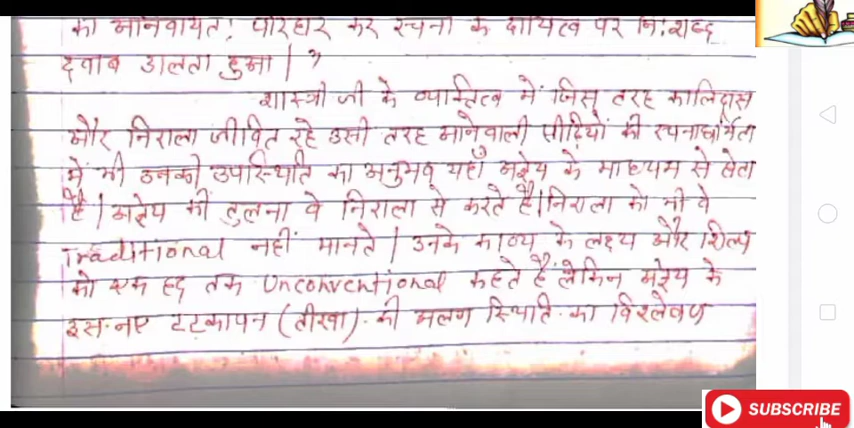 को अनिवार्यत: परिहार कर रचना के दायित्व पर नि:शब्द
दवाब डालता हुआ | ”
शास्त्री जी के व्यक्तित्व में जिस तरह कालिदास
और निराला जीवित रहे उसी तरह आनेवाली पीढ़ियों की रचनाधर्मिता
में भी उनकी उपस्थिति का अनुभव यहाँ अज्ञेय के माध्यम से होता
है | अज्ञेय की तुलना वे निराला से करते हैं | निराला को भी वे
Traditional नहीं मानते | उनके काव्य के लक्ष्य और शिल्प
को एक हद तक Unconventional कहते हैं लेकिन अज्ञेय के
इस नए टटकापन (तीखा) की अलग स्थिति का विश्लेषण
SUBSCRIBE